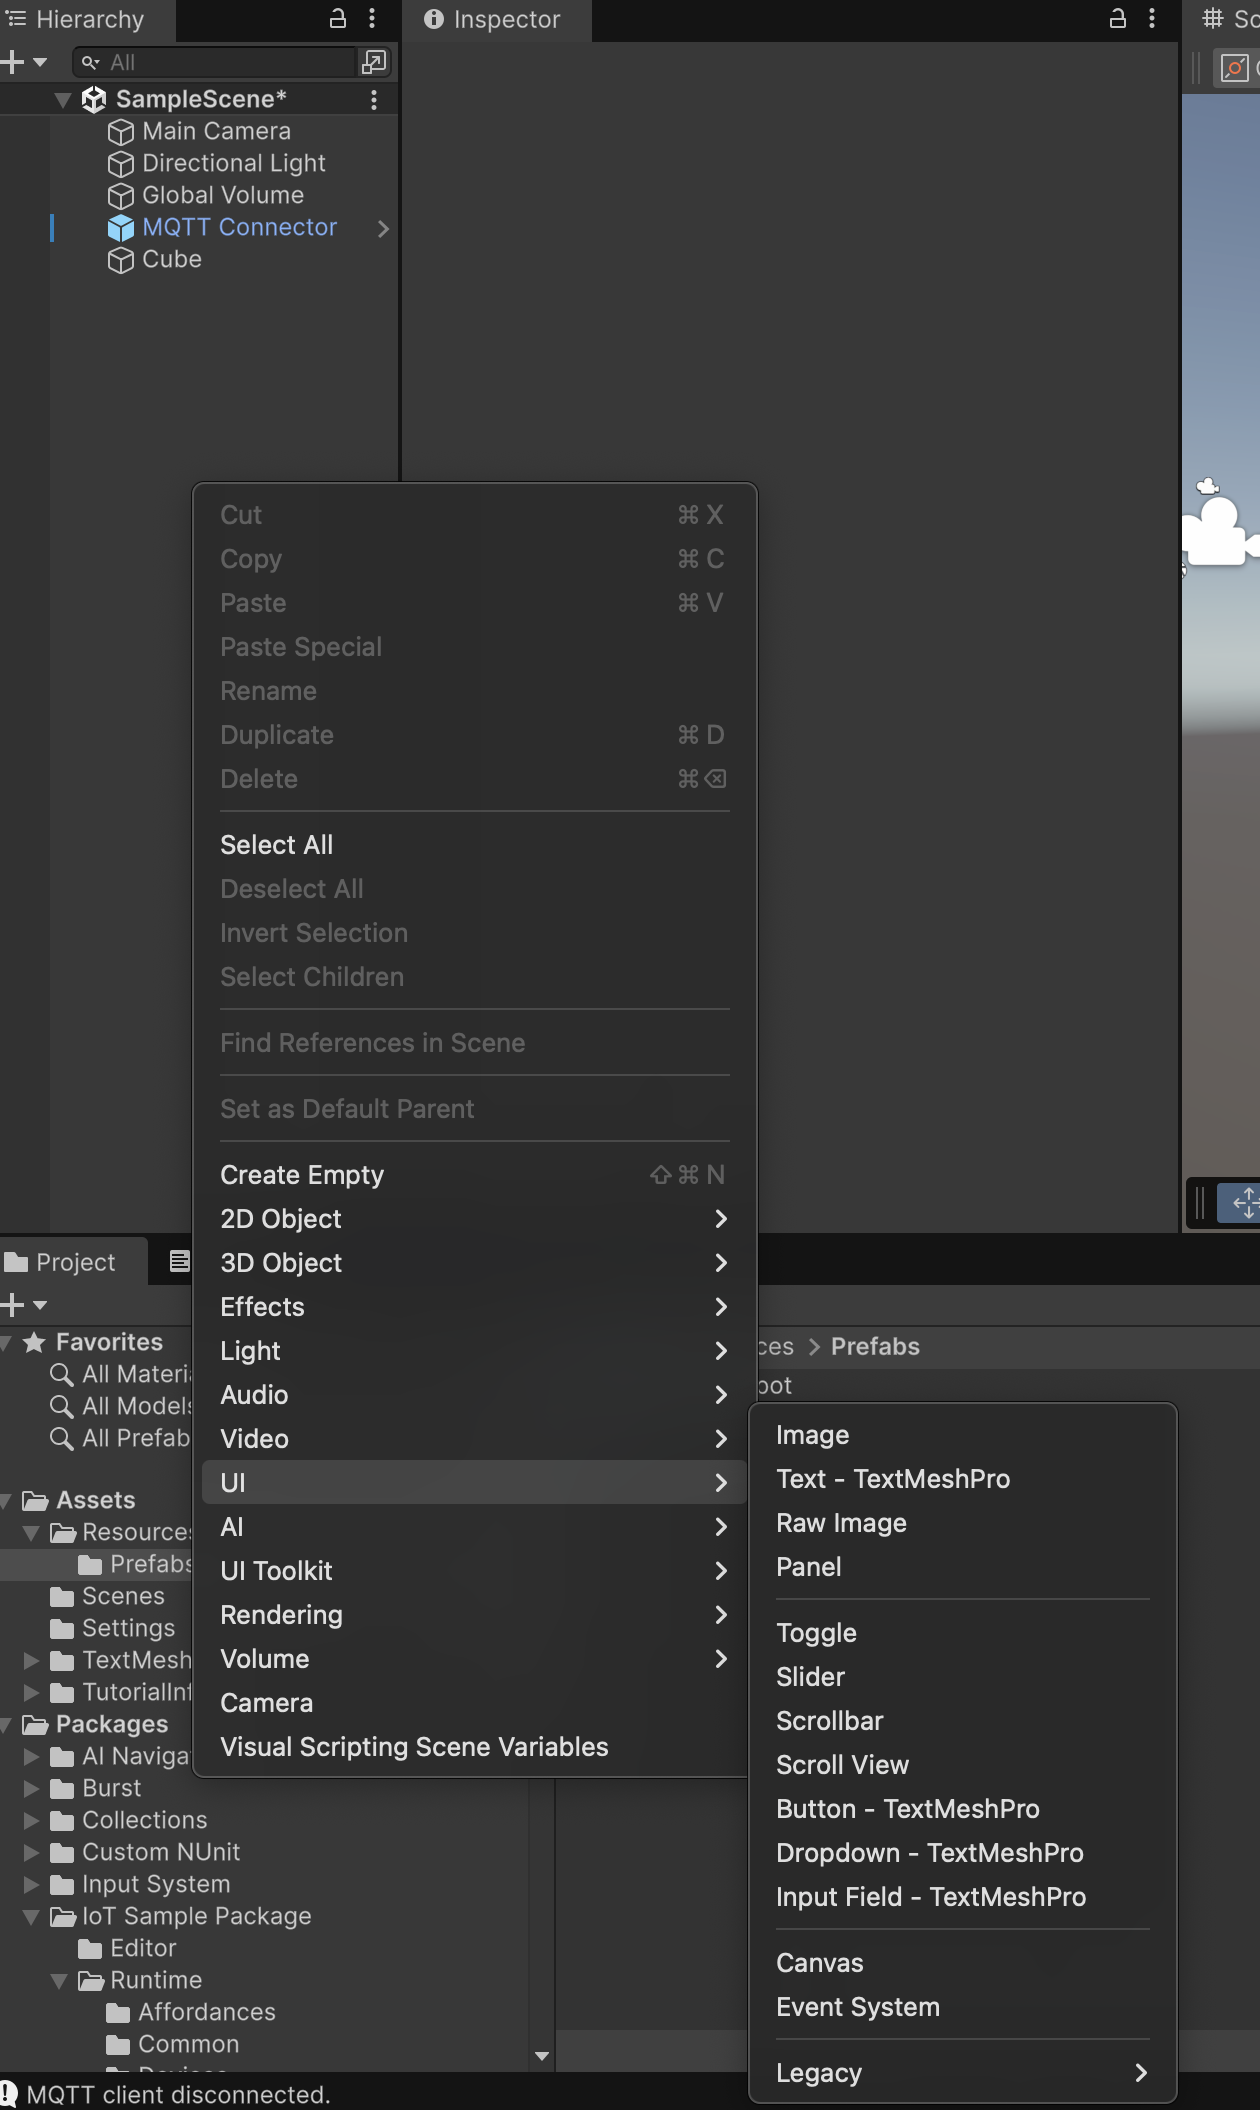 Hierarchy
Inspector
All
SampleScene*
Main Camera
Directional Light
Global Volume
MQTT Connector
Cube
Cut ⌘ X
Copy ⌘ C
Paste ⌘ V
Paste Special
Rename
Duplicate ⌘ D
Delete ⌘⌫
Select All
Deselect All
Invert Selection
Select Children
Find References in Scene
Set as Default Parent
Create Empty ⇧⌘ N
2D Object
3D Object
Effects
Light
Audio
Video
UI
AI
UI Toolkit
Rendering
Volume
Camera
Visual Scripting Scene Variables
Image
Text - TextMeshPro
Raw Image
Panel
Toggle
Slider
Scrollbar
Scroll View
Button - TextMeshPro
Dropdown - TextMeshPro
Input Field - TextMeshPro
Canvas
Event System
Legacy
Project
Prefabs
Favorites
All Materi
All Models
All Prefab
Assets
Resources
Prefabs
Scenes
Settings
TextMesh
TutorialInf
Packages
AI Naviga
Burst
Collections
Custom NUnit
Input System
IoT Sample Package
Editor
Runtime
Affordances
Common
MQTT client disconnected.